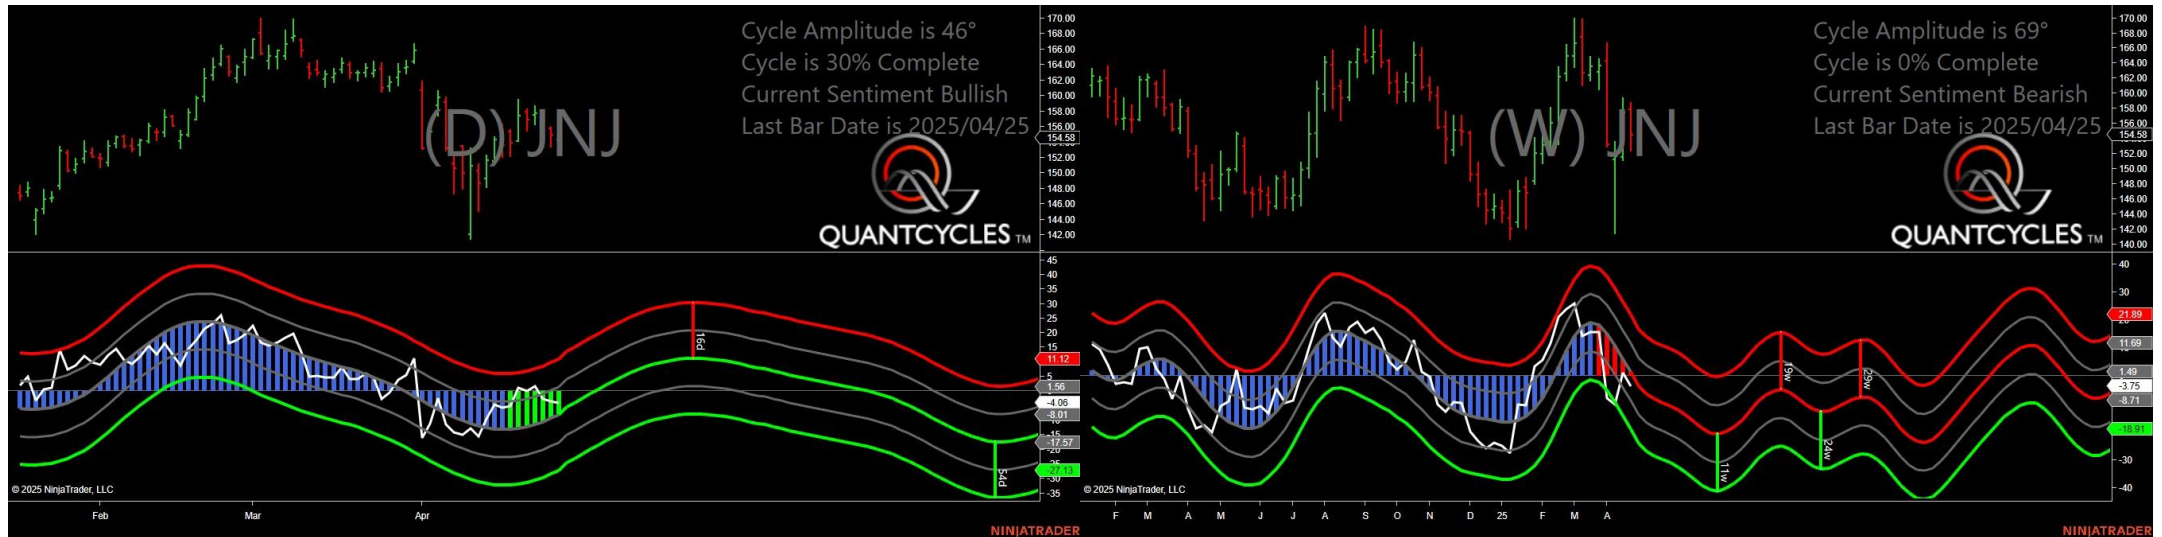 Cycle Amplitude is 46°
Cycle is 30% Complete
Current Sentiment Bullish
Last Bar Date is 2025/04/25
(D) JNJ
QUANTCYCLES TM
170.00
168.00
166.00
164.00
162.00
160.00
158.00
156.00
154.58
152.00
150.00
148.00
146.00
144.00
142.00
45
40
35
30
25
20
15
11.12
5
1.56
-4.06
-8.01
-17.57
-27.13
-30
-35
16d
54d
© 2025 NinjaTrader, LLC
Feb
Mar
Apr
NINJATRADER
Cycle Amplitude is 69°
Cycle is 0% Complete
Current Sentiment Bearish
Last Bar Date is 2025/04/25
(W) JNJ
QUANTCYCLES TM
170.00
168.00
166.00
164.00
162.00
160.00
158.00
156.00
154.58
152.00
150.00
148.00
146.00
144.00
142.00
140.00
40
30
21.89
11.69
1.49
-3.75
-8.71
-18.91
-30
-40
11w
19w
24w
29w
© 2025 NinjaTrader, LLC
F
M
A
M
J
J
A
S
O
N
D
25
F
M
A
NINJATRADER